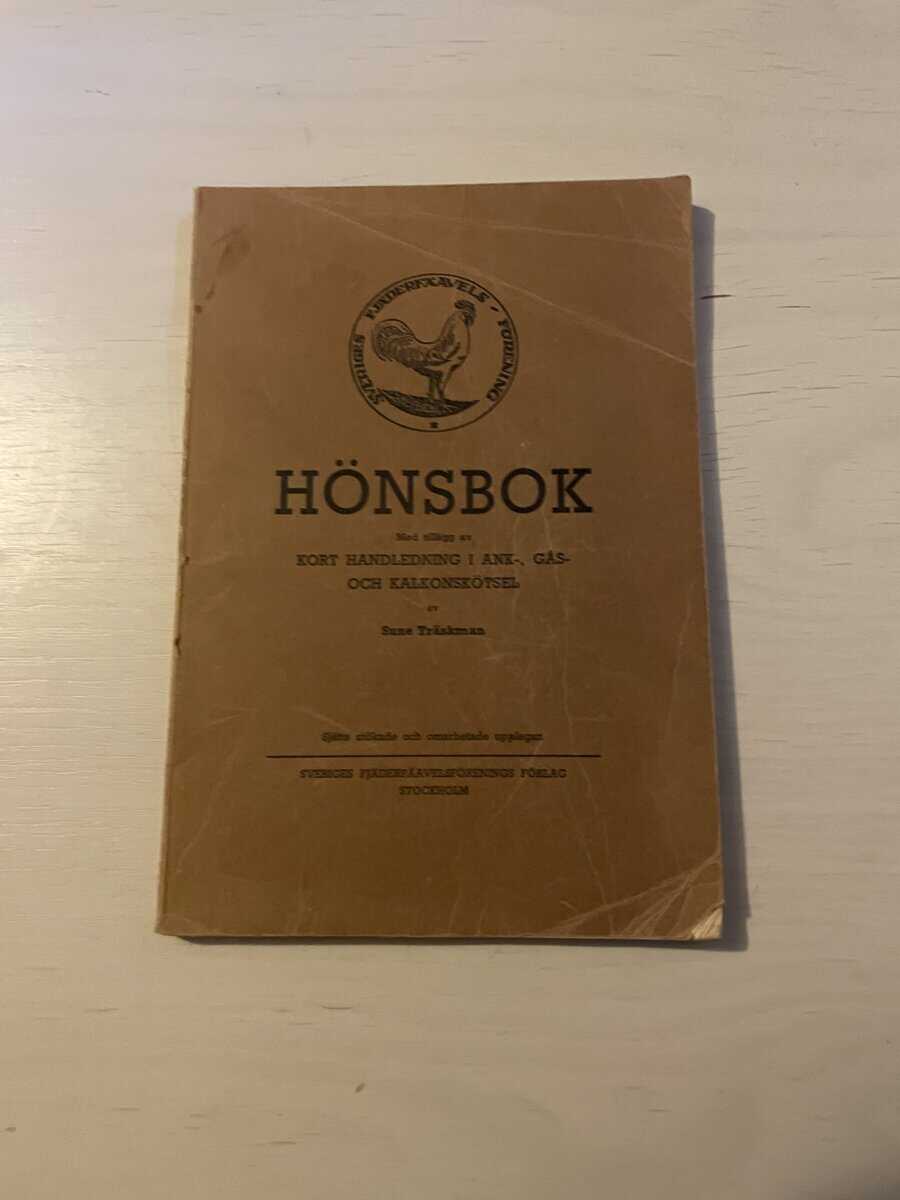 SVERIGES FJÄDERFÄAVELS-FÖRENING
HÖNSBOK
Med tillägg av
KORT HANDLEDNING I ANK-, GÅS-
OCH KALKONSKÖTSEL
av
Sune Träskman
Sjätte utökade och omarbetade upplagan
SVERIGES FJÄDERFÄAVELSFÖRENINGS FÖRLAG
STOCKHOLM